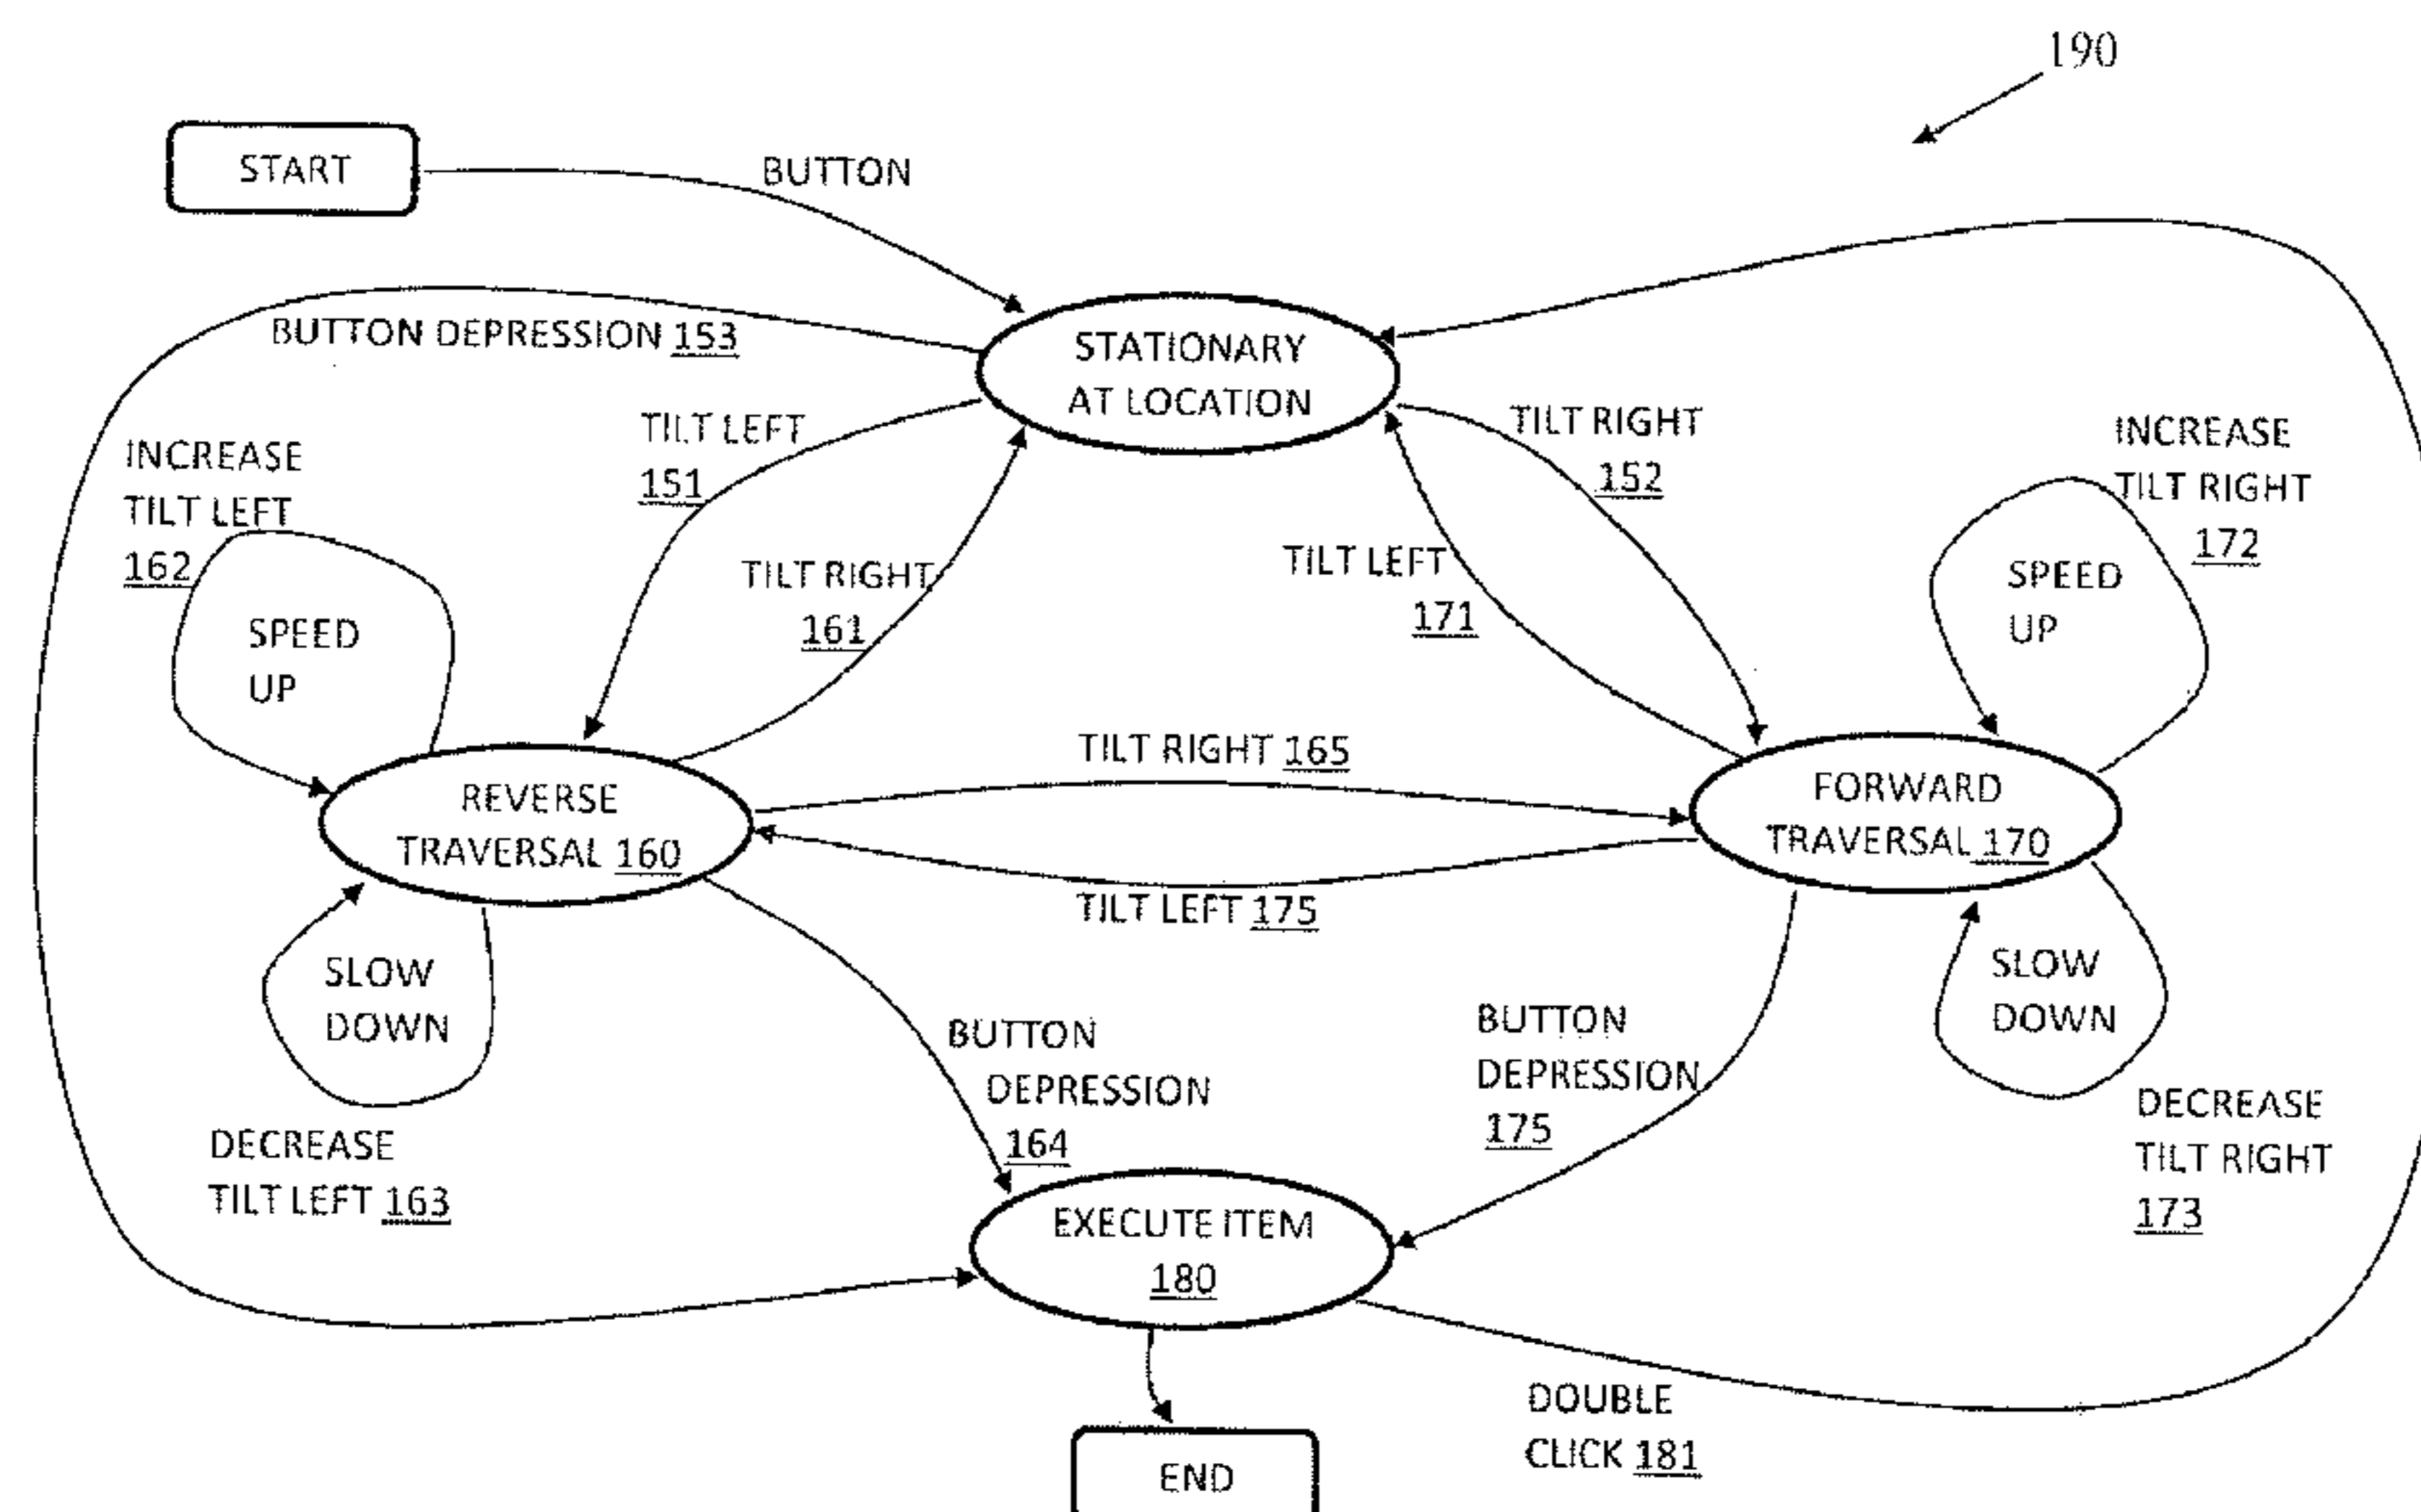 190
START
BUTTON
BUTTON DEPRESSION 153
STATIONARY
AT LOCATION
TILT LEFT
151
TILT RIGHT
152
INCREASE
TILT LEFT
162
INCREASE
TILT RIGHT
172
SPEED
UP
TILT RIGHT
161
TILT LEFT
171
SPEED
UP
REVERSE
TRAVERSAL 160
TILT RIGHT 165
FORWARD
TRAVERSAL 170
TILT LEFT 175
SLOW
DOWN
SLOW
DOWN
BUTTON
DEPRESSION
164
BUTTON
DEPRESSION
175
DECREASE
TILT LEFT 163
DECREASE
TILT RIGHT
173
EXECUTE ITEM
180
DOUBLE
CLICK 181
END